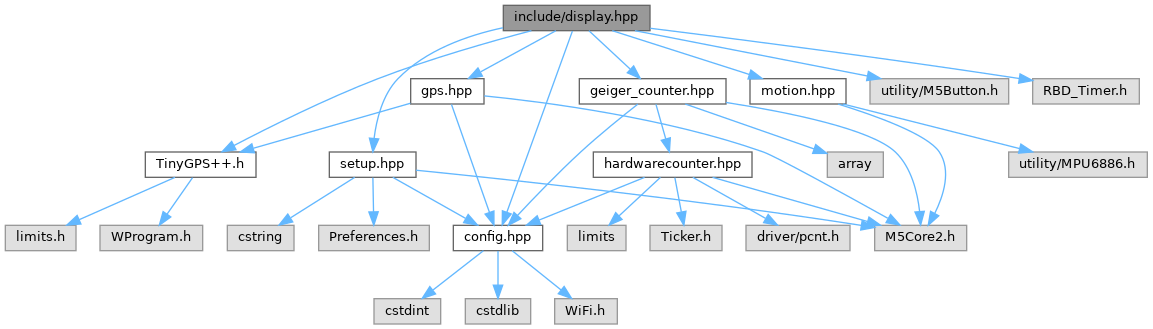 include/display.hpp
gps.hpp
geiger_counter.hpp
motion.hpp
utility/M5Button.h
RBD_Timer.h
TinyGPS++.h
setup.hpp
hardwarecounter.hpp
array
utility/MPU6886.h
limits.h
WProgram.h
cstring
Preferences.h
config.hpp
limits
Ticker.h
driver/pcnt.h
M5Core2.h
cstdint
cstdlib
WiFi.h